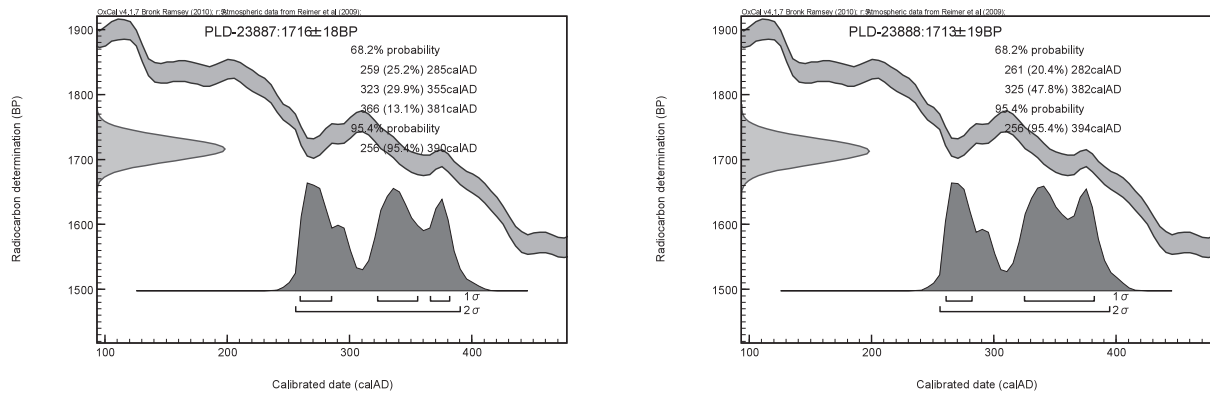 OxCal v4.1.7 Bronk Ramsey (2010); r:5 Atmospheric data from Reimer et al (2009);
PLD-23887:1716±18BP
68.2% probability
259 (25.2%) 285calAD
323 (29.9%) 355calAD
366 (13.1%) 381calAD
95.4% probability
256 (95.4%) 390calAD
Radiocarbon determination (BP)
1900
1800
1700
1600
1500
1σ
2σ
100
200
300
400
Calibrated date (calAD)
OxCal v4.1.7 Bronk Ramsey (2010); r:5 Atmospheric data from Reimer et al (2009);
PLD-23888:1713±19BP
68.2% probability
261 (20.4%) 282calAD
325 (47.8%) 382calAD
95.4% probability
256 (95.4%) 394calAD
Radiocarbon determination (BP)
1900
1800
1700
1600
1500
1σ
2σ
100
200
300
400
Calibrated date (calAD)